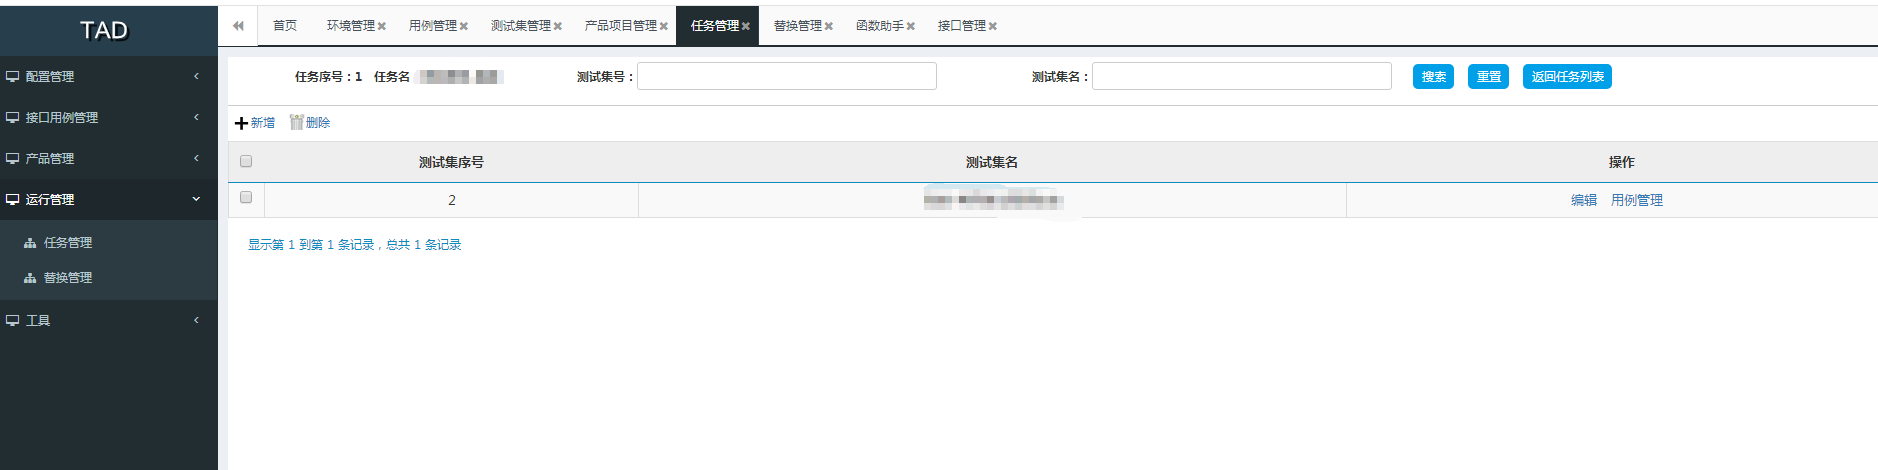 TAD
首页 环境管理 用例管理 测试集管理 产品项目管理 任务管理 替换管理 函数助手 接口管理
配置管理
接口用例管理
产品管理
运行管理
任务管理
替换管理
工具
任务序号：1 任务名 测试集号： 测试集名： 搜索 重置 返回任务列表
新增 删除
测试集序号 测试集名 操作
2 编辑 用例管理
显示第 1 到第 1 条记录，总共 1 条记录